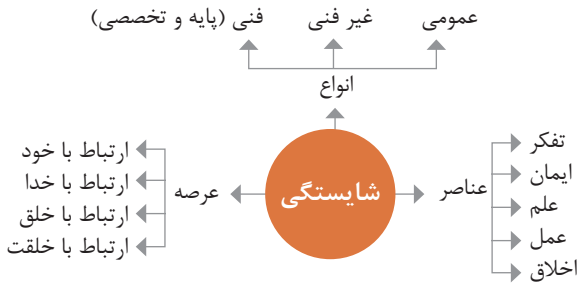 عمومی
غیر فنی
فنی (پایه و تخصصی)
انواع
شایستگی
عناصر
تفکر
ایمان
علم
عمل
اخلاق
عرصه
ارتباط با خود
ارتباط با خدا
ارتباط با خلق
ارتباط با خلقت